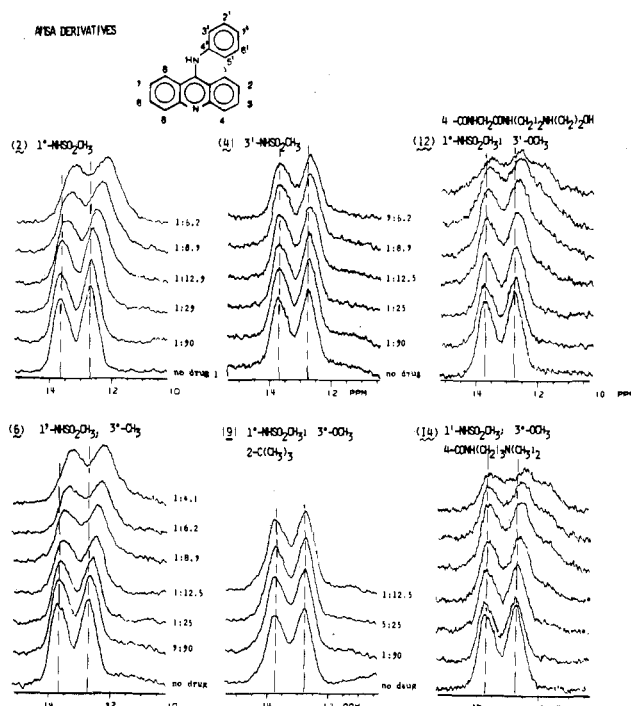 AMSA DERIVATIVES
2'
3'
1'
4'
6'
5'
HN
8
7
2
6
3
5
N
4
(2) 1'-NHSO2CH3
1:6.2
1:8.9
1:12.9
1:29
1:90
no drug
14 12 10
(4) 3'-NHSO2CH3
9:6.2
1:8.9
1:12.5
1:25
1:90
no drug
14 12 PPM
4 -CONHCH2CONH(CH2)2NH(CH2)2OH
(12) 1'-NHSO2CH3; 3'-OCH3
14 12 10 PPM
(6) 1'-NHSO2CH3; 3'-CH3
1:4.1
1:6.2
1:8.9
1:12.5
1:25
9:90
no drug
14 12 10
(9) 1'-NHSO2CH3; 3'-OCH3
2-C(CH3)3
1:12.5
5:25
1:90
no drug
(14) 1'-NHSO2CH3; 3'-OCH3
4-CONH(CH2)3N(CH3)2